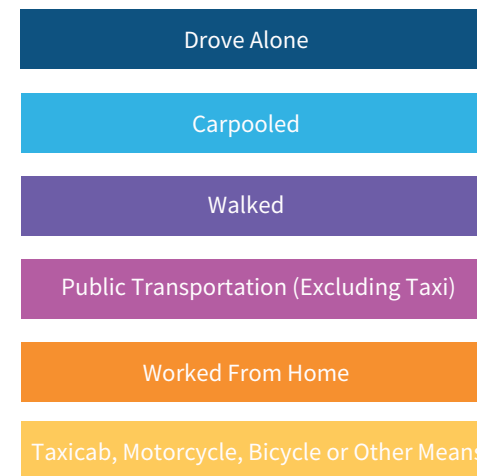 Drove Alone
Carpooled
Walked
Public Transportation (Excluding Taxi)
Worked From Home
Taxicab, Motorcycle, Bicycle or Other Means